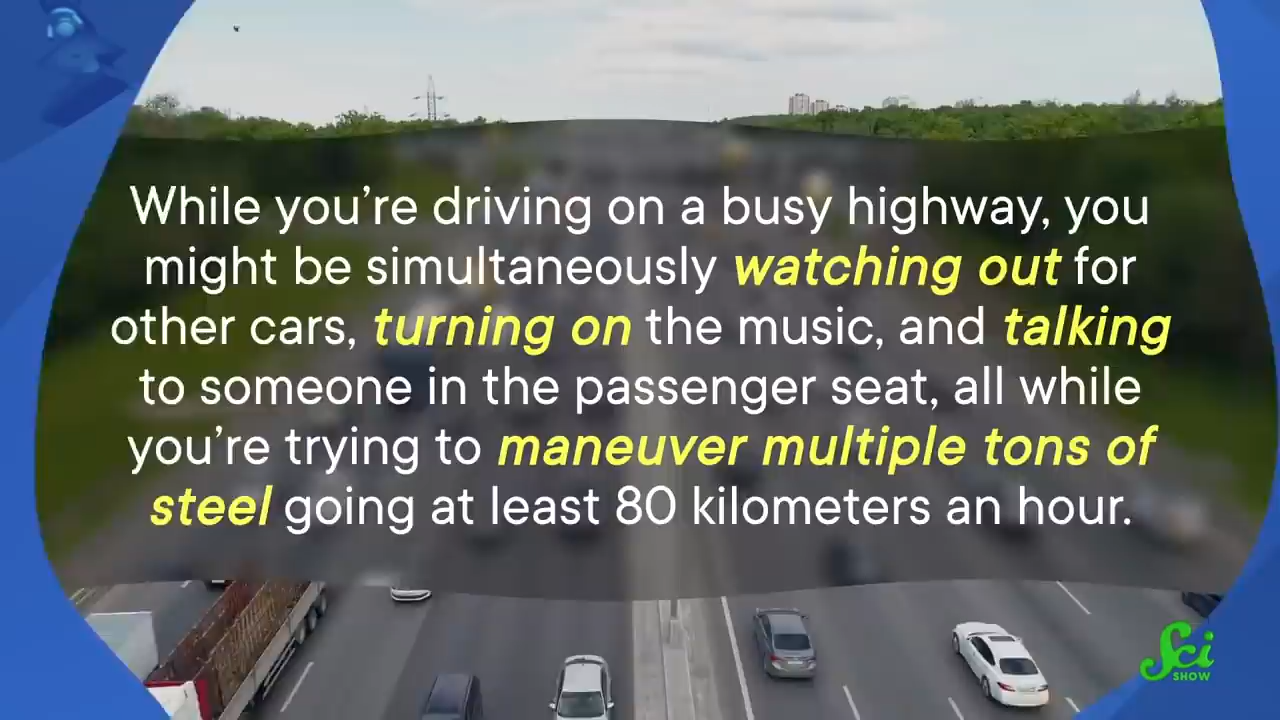 While you’re driving on a busy highway, you
might be simultaneously watching out for
other cars, turning on the music, and talking
to someone in the passenger seat, all while
you’re trying to maneuver multiple tons of
steel going at least 80 kilometers an hour.
Sci
SHOW